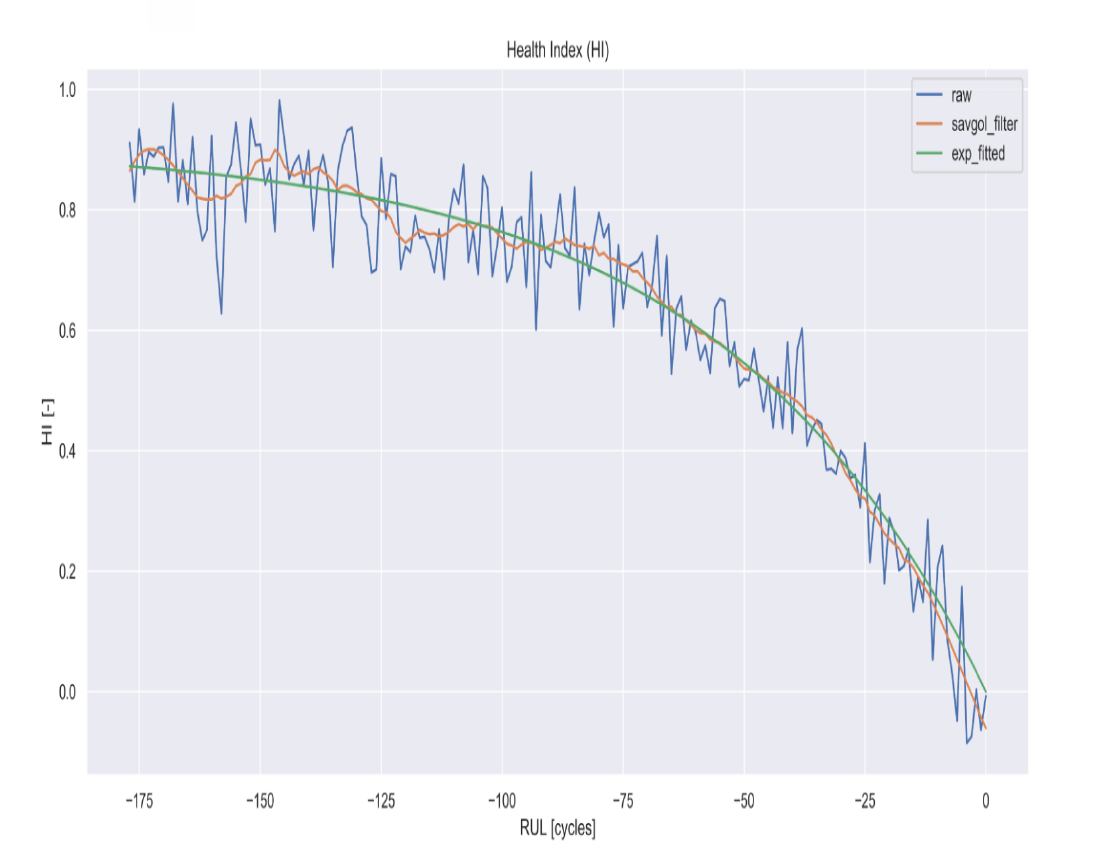 Health Index (HI)
raw
savgol_filter
exp_fitted
1.0
0.8
0.6
0.4
0.2
0.0
HI [-]
−175 −150 −125 −100 −75 −50 −25 0
RUL [cycles]